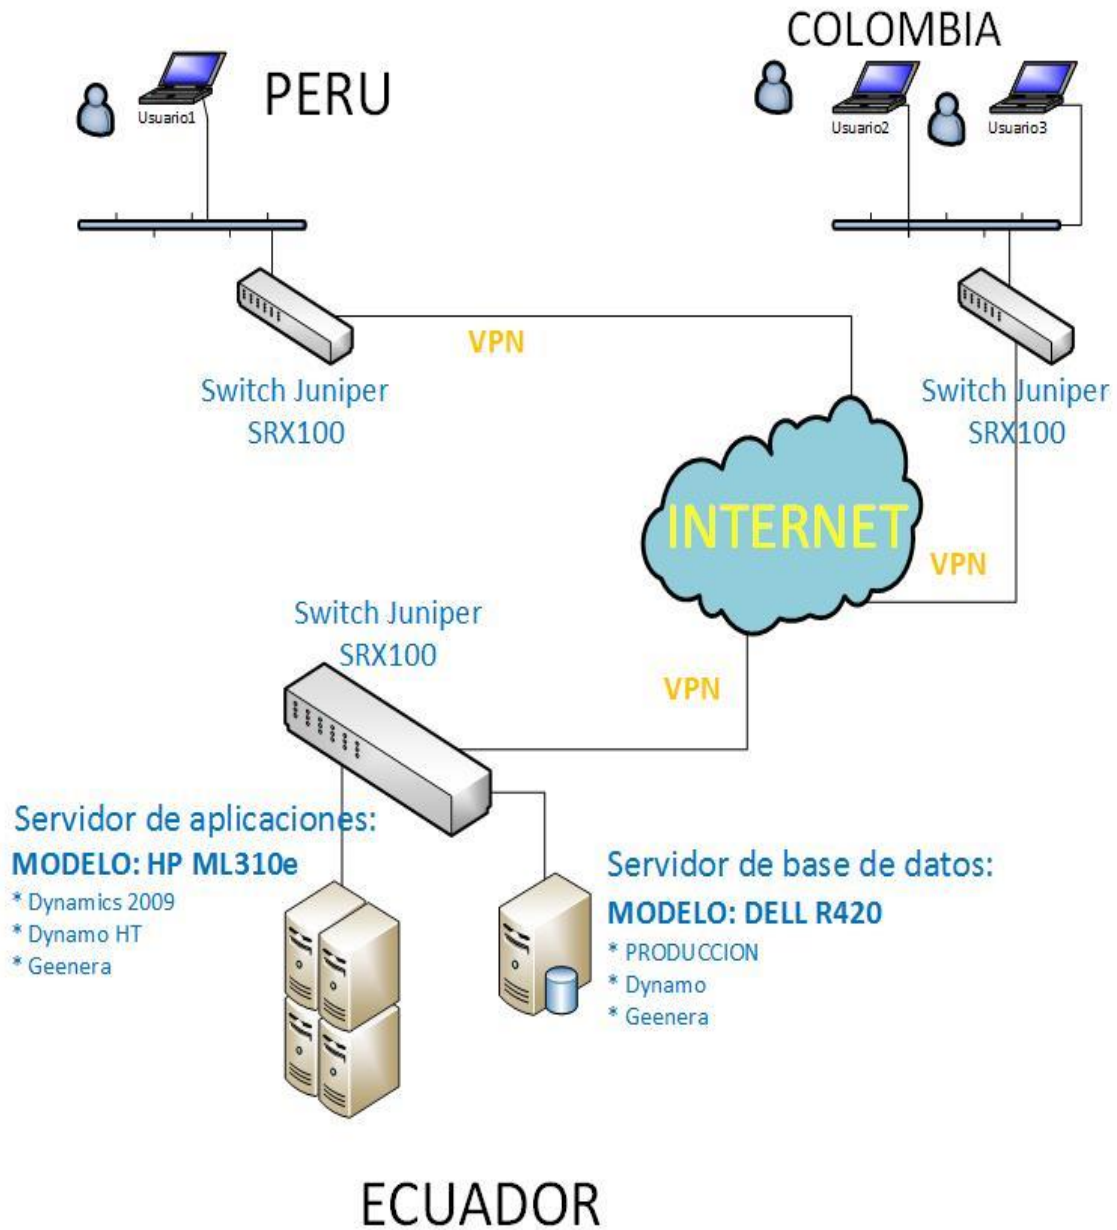 COLOMBIA
PERU
Usuario1
Usuario2
Usuario3
VPN
Switch Juniper
SRX100
Switch Juniper
SRX100
INTERNET
VPN
Switch Juniper
SRX100
VPN
Servidor de aplicaciones:
MODELO: HP ML310e
* Dynamics 2009
* Dynamo HT
* Geenera
Servidor de base de datos:
MODELO: DELL R420
* PRODUCCION
* Dynamo
* Geenera
ECUADOR